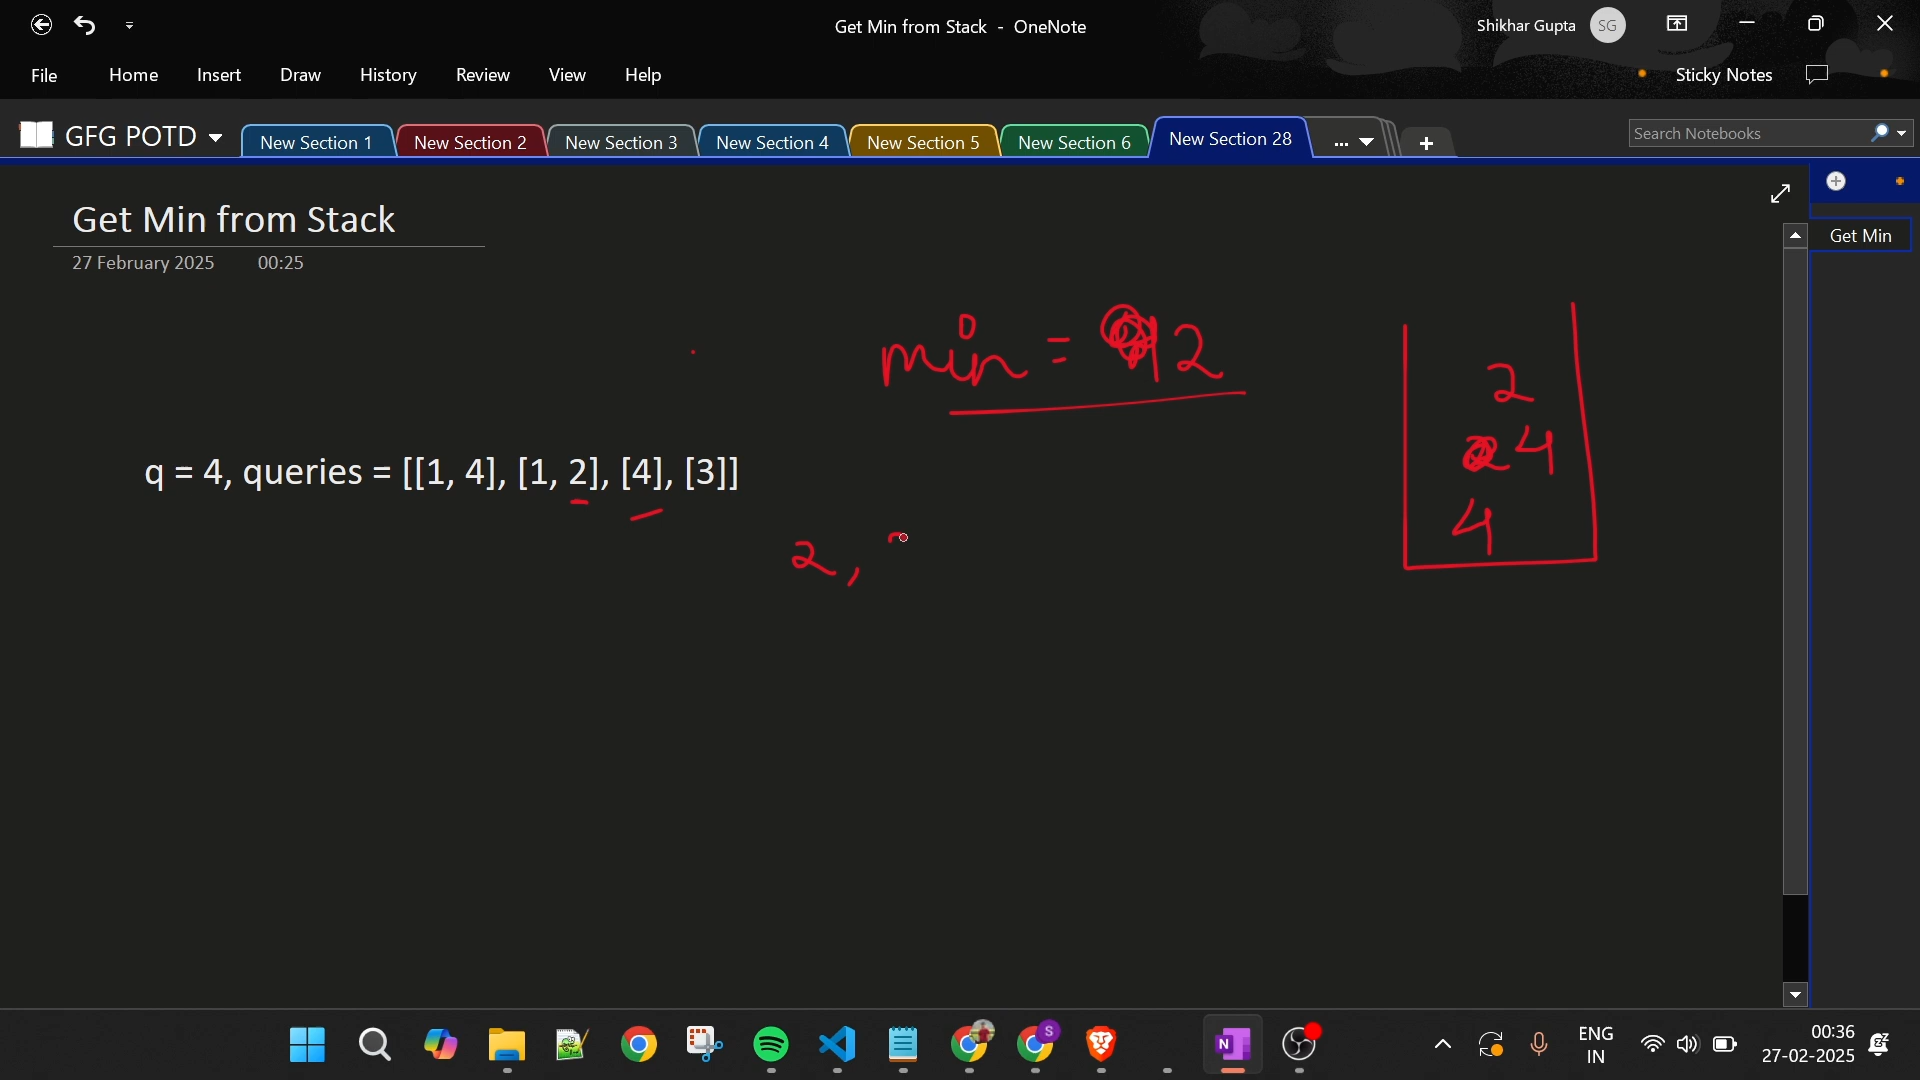 Get Min from Stack - OneNote
Shikhar Gupta SG
File Home Insert Draw History Review View Help
Sticky Notes
GFG POTD
New Section 1 New Section 2 New Section 3 New Section 4 New Section 5 New Section 6 New Section 28 ... +
Search Notebooks
Get Min from Stack
Get Min
27 February 2025 00:25
min = 2
2
4
4
q = 4, queries = [[1, 4], [1, 2], [4], [3]]
2,
ENG
IN
00:36
27-02-2025